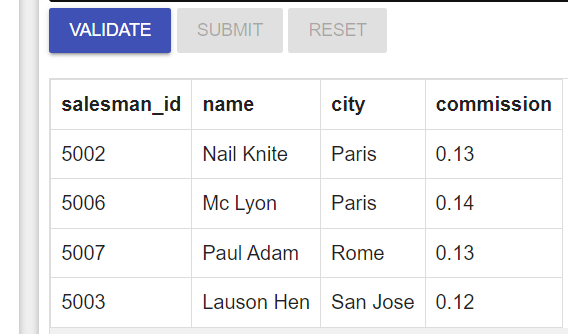 VALIDATE SUBMIT RESET
salesman_id name city commission
5002 Nail Knite Paris 0.13
5006 Mc Lyon Paris 0.14
5007 Paul Adam Rome 0.13
5003 Lauson Hen San Jose 0.12